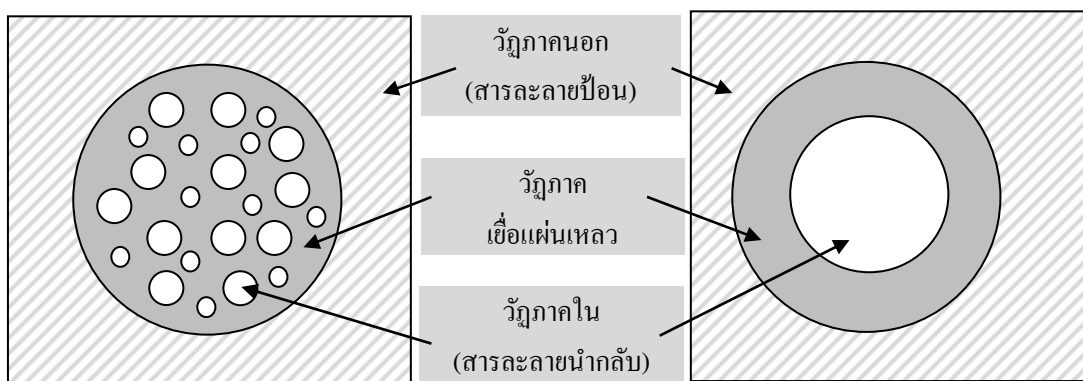 วัฏภาคนอก
(สารละลายป้อน)
วัฏภาค
เยื่อแผ่นเหลว
วัฏภาคใน
(สารละลายนำกลับ)